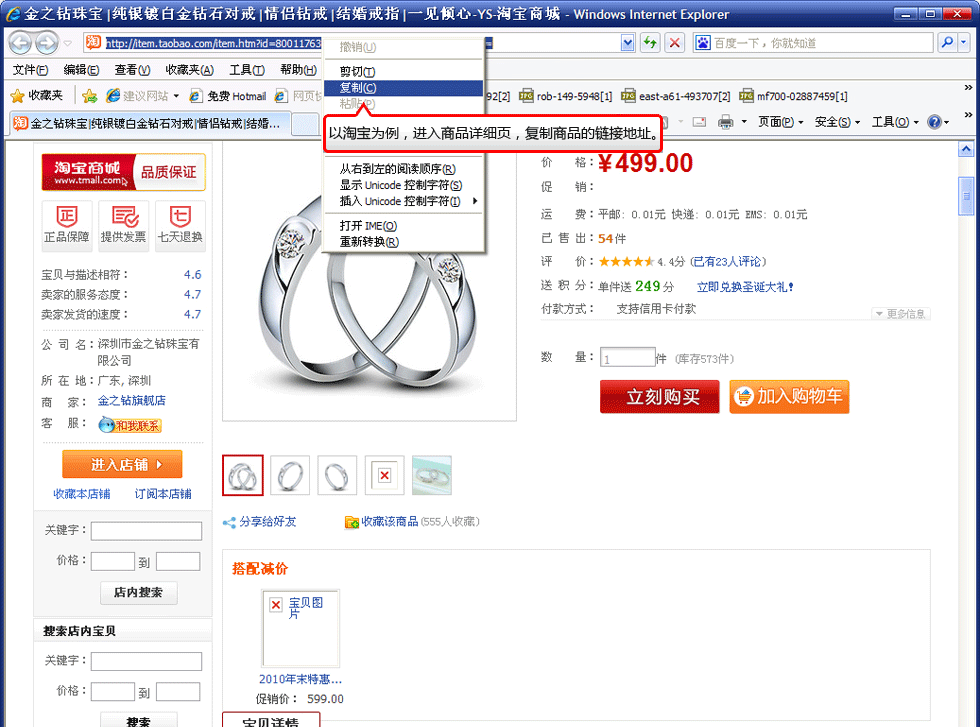 金之钻珠宝|纯银镀白金钻石对戒|情侣钻戒|结婚戒指|一见倾心-YS-淘宝商城 - Windows Internet Explorer
http://item.taobao.com/item.htm?id=80011763
百度一下，你就知道
文件(F) 编辑(E) 查看(V) 收藏夹(A) 工具(T) 帮助(H)
收藏夹 建议网站 免费 Hotmail 92[2] rob-149-5948[1] east-a61-493707[2] mf700-02887459[1]
金之钻珠宝|纯银镀白金钻石对戒|情侣钻戒|结婚...
页面(P) 安全(S) 工具(O)
撤销(U)
剪切(T)
复制(C)
粘贴(P)
以淘宝为例，进入商品详细页，复制商品的链接地址。
从右到左的阅读顺序(R)
显示 Unicode 控制字符(S)
插入 Unicode 控制字符(I)
打开 IME(O)
重新转换(R)
淘宝商城
www.tmall.com
品质保证
正品保障 提供发票 七天退换
宝贝与描述相符： 4.6
卖家的服务态度： 4.7
卖家发货的速度： 4.7
公 司 名：深圳市金之钻珠宝有
限公司
所 在 地：广东, 深圳
商 家：金之钻旗舰店
客 服：和我联系
进入店铺
收藏本店铺 订阅本店铺
关键字：
价格： 到
店内搜索
搜索店内宝贝
关键字：
价格： 到
搜索
价 格：¥499.00
促 销：
运 费：平邮: 0.01元 快递: 0.01元 EMS: 0.01元
已 售 出：54件
评 价：4.4分 (已有23人评论)
送 积 分：单件送 249 分 立即兑换圣诞大礼!
付款方式： 支持信用卡付款
更多信息
数 量：1 件 (库存573件)
立刻购买 加入购物车
分享给好友 收藏该商品 (555人收藏)
搭配减价
宝贝图
片
2010年末特惠...
促销价： 599.00
宝贝详情